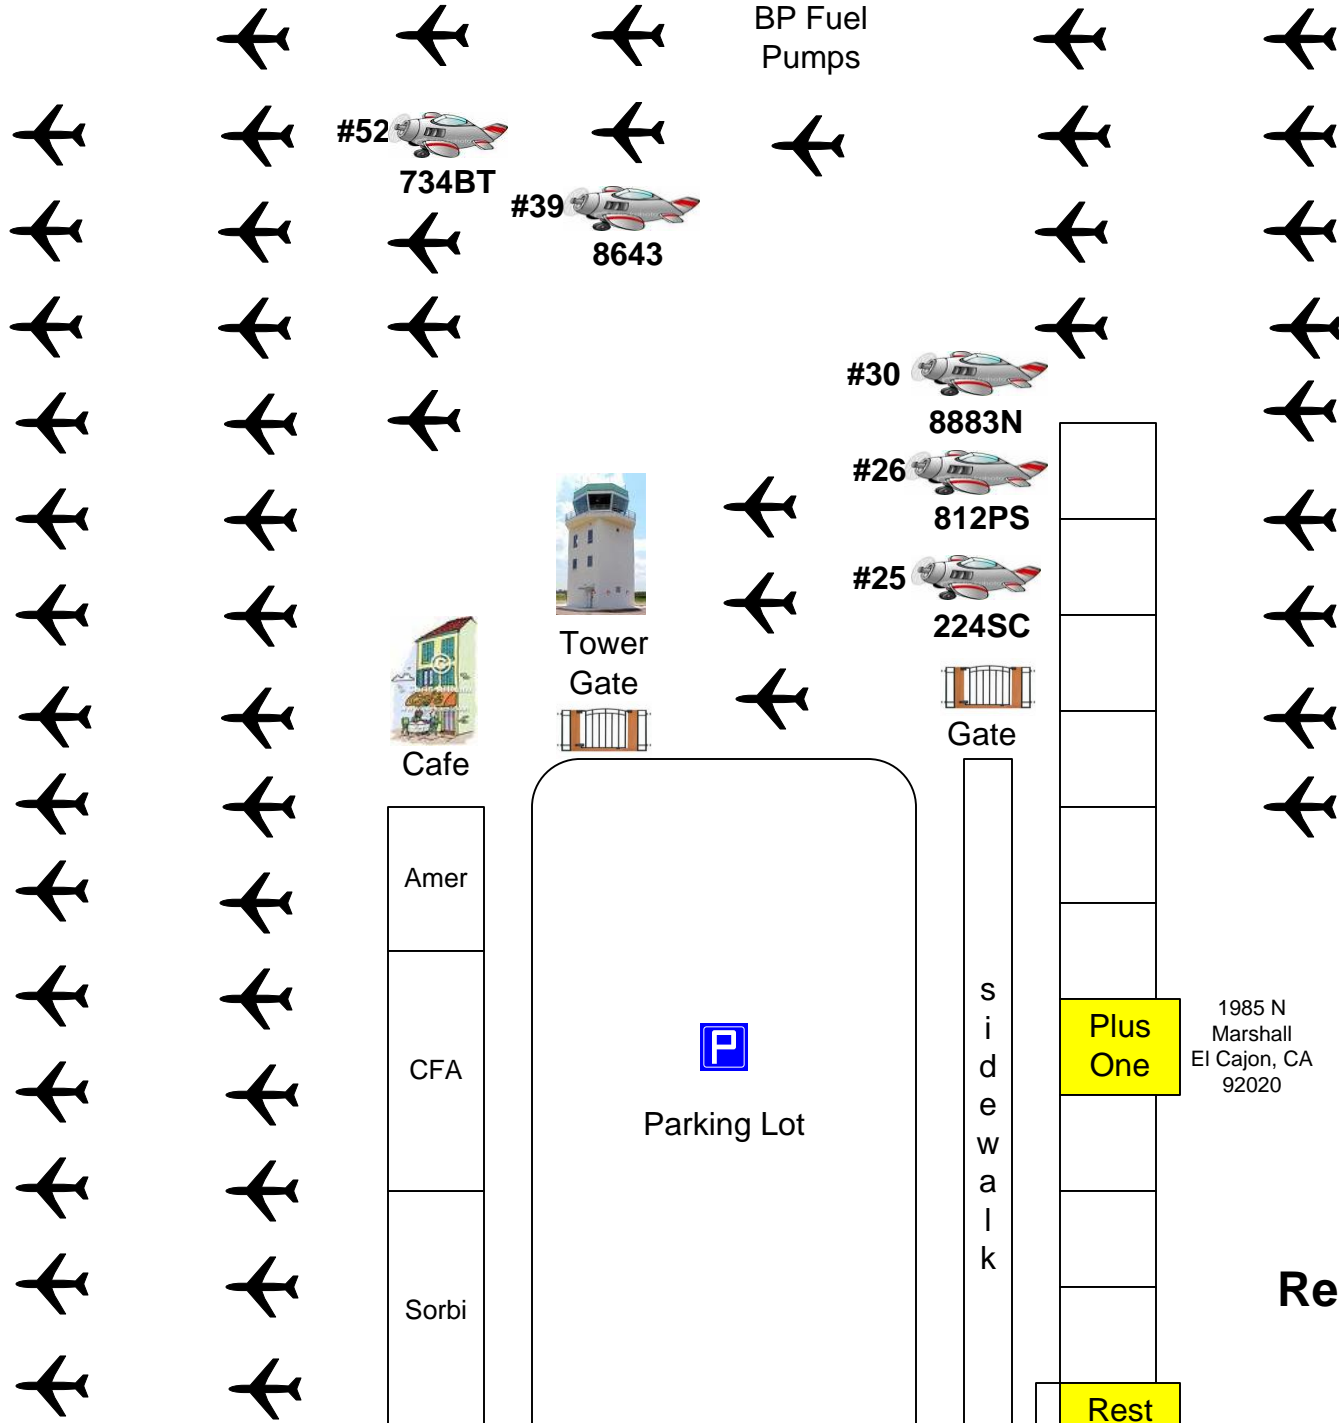 BP Fuel
Pumps
#52
734BT
#39
8643
#30
8883N
#26
812PS
#25
224SC
Tower
Gate
Gate
Cafe
Amer
CFA
Sorbi
P
Parking Lot
sidewalk
Plus
One
1985 N
Marshall
El Cajon, CA
92020
Re
Rest